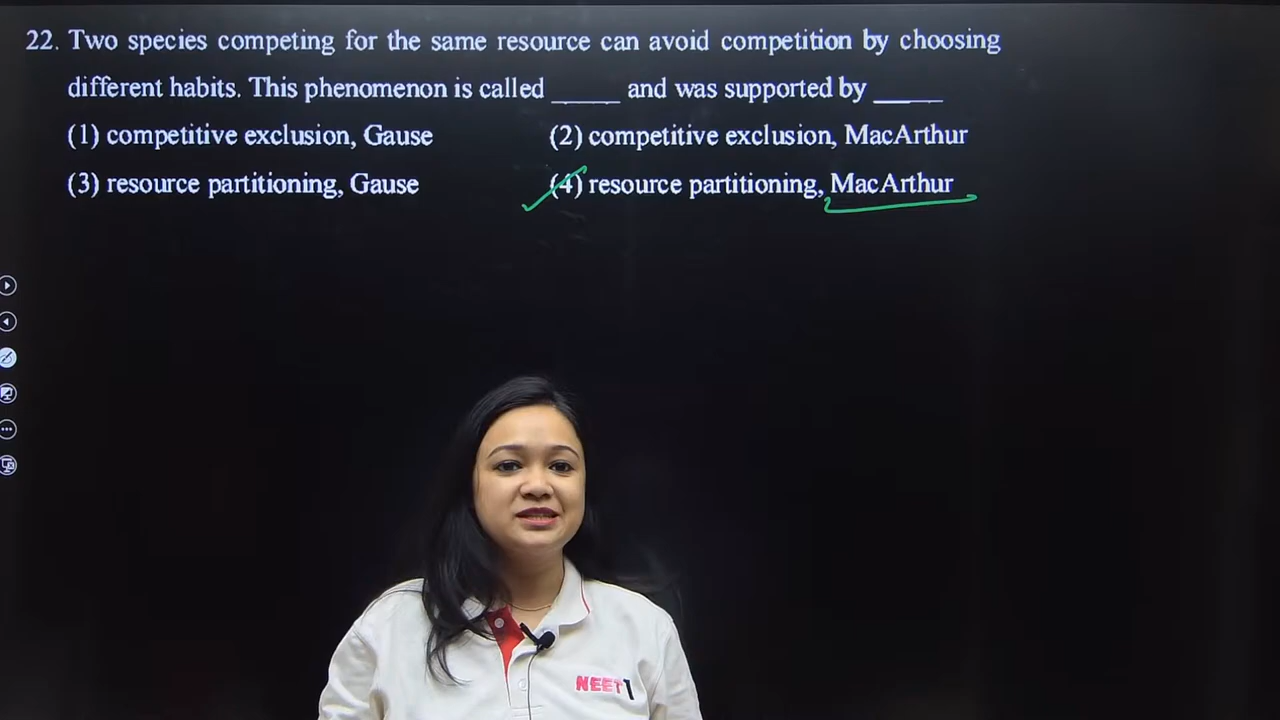 22. Two species competing for the same resource can avoid competition by choosing
different habits. This phenomenon is called _____ and was supported by _____
(1) competitive exclusion, Gause (2) competitive exclusion, MacArthur
(3) resource partitioning, Gause (4) resource partitioning, MacArthur
NEET1